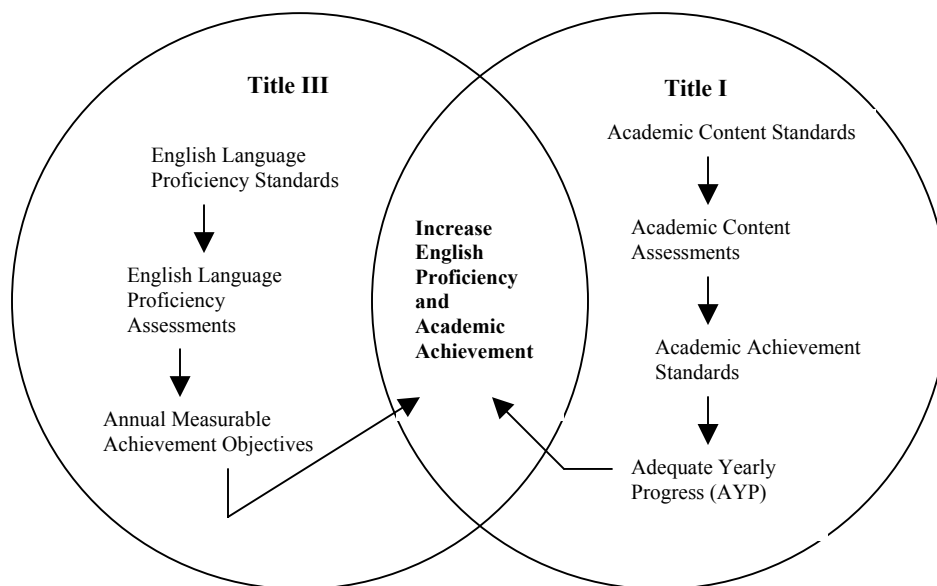 Title III
English Language
Proficiency Standards
English Language
Proficiency
Assessments
Annual Measurable
Achievement Objectives
Increase
English
Proficiency
and
Academic
Achievement
Title I
Academic Content Standards
Academic Content
Assessments
Academic Achievement
Standards
Adequate Yearly
Progress (AYP)